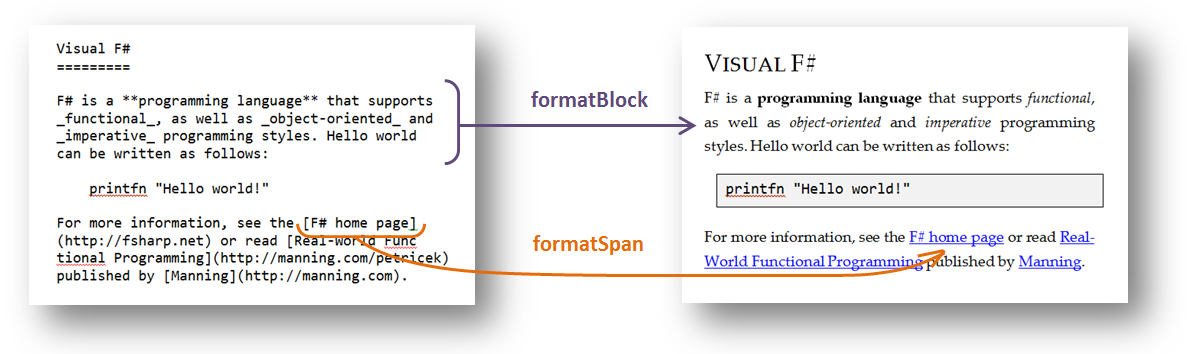 Visual F#
=========
F# is a **programming language** that supports
_functional_, as well as _object-oriented_ and
_imperative_ programming styles. Hello world
can be written as follows:
printfn "Hello world!"
For more information, see the [F# home page]
(http://fsharp.net) or read [Real-world Func
tional Programming](http://manning.com/petricek)
published by [Manning](http://manning.com).
formatBlock
formatSpan
VISUAL F#
F# is a programming language that supports functional,
as well as object-oriented and imperative programming
styles. Hello world can be written as follows:
printfn "Hello world!"
For more information, see the F# home page or read Real-
World Functional Programming published by Manning.